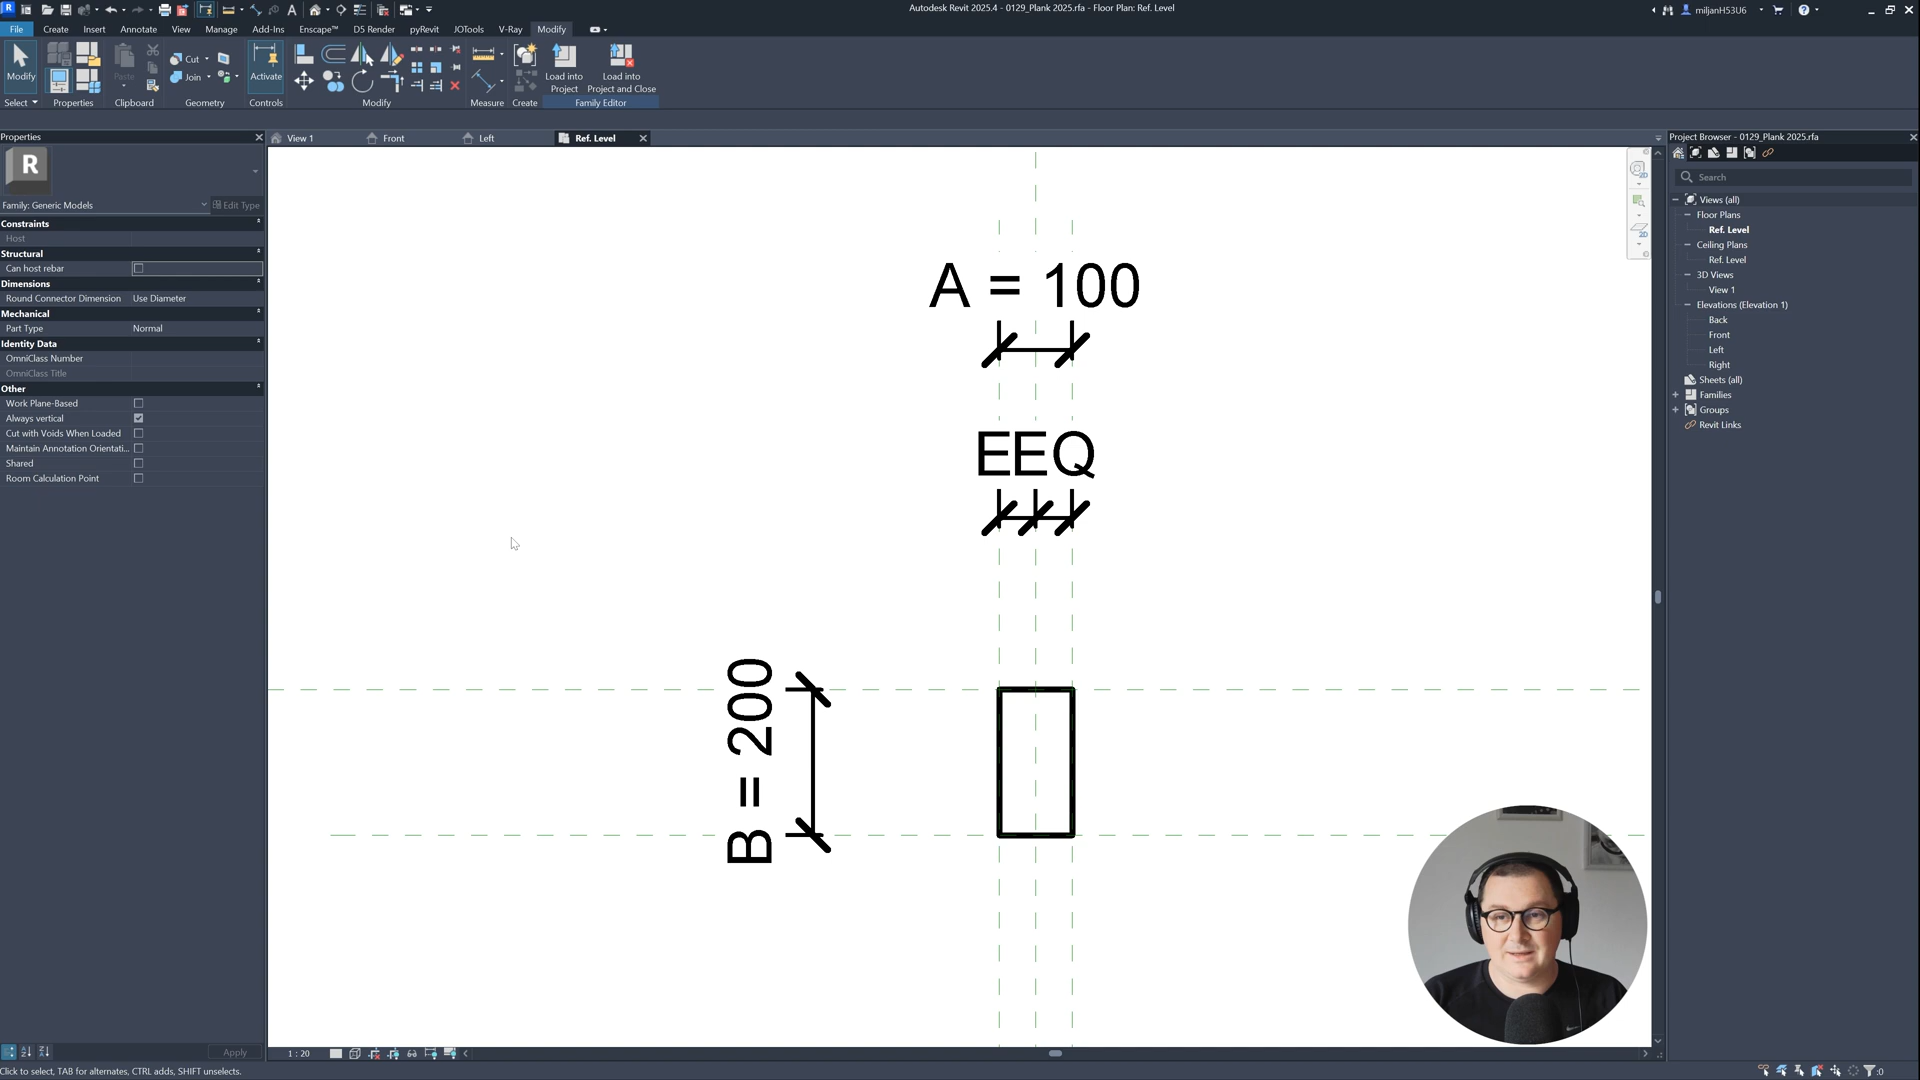 Autodesk Revit 2025.4 - 0129_Plank 2025.rfa - Floor Plan: Ref. Level
miljanH53U6
File Create Insert Annotate View Manage Add-Ins Enscape™ D5 Render pyRevit JOTools V-Ray Modify
Modify
Paste
Cut
Join
Activate
Load into Project
Load into Project and Close
Select Properties Clipboard Geometry Controls Modify Measure Create Family Editor
Properties
View 1
Front
Left
Ref. Level
Project Browser - 0129_Plank 2025.rfa
R
Family: Generic Models
Edit Type
Constraints
Host
Structural
Can host rebar
Dimensions
Round Connector Dimension Use Diameter
Mechanical
Part Type Normal
Identity Data
OmniClass Number
OmniClass Title
Other
Work Plane-Based
Always vertical
Cut with Voids When Loaded
Maintain Annotation Orientati...
Shared
Room Calculation Point
A = 100
EEQ
B = 200
2D
2D
Search
Views (all)
Floor Plans
Ref. Level
Ceiling Plans
Ref. Level
3D Views
View 1
Elevations (Elevation 1)
Back
Front
Left
Right
Sheets (all)
Families
Groups
Revit Links
Apply
1 : 20
Click to select, TAB for alternates, CTRL adds, SHIFT unselects.
:0